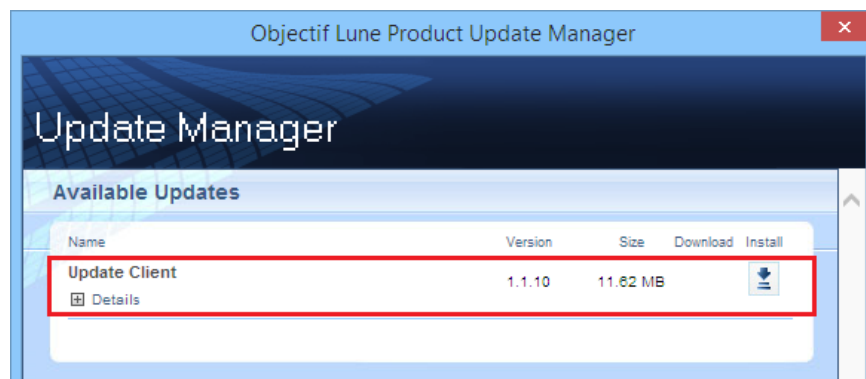 Objectif Lune Product Update Manager
Update Manager
Available Updates
Name Version Size Download Install
Update Client 1.1.10 11.62 MB
Details